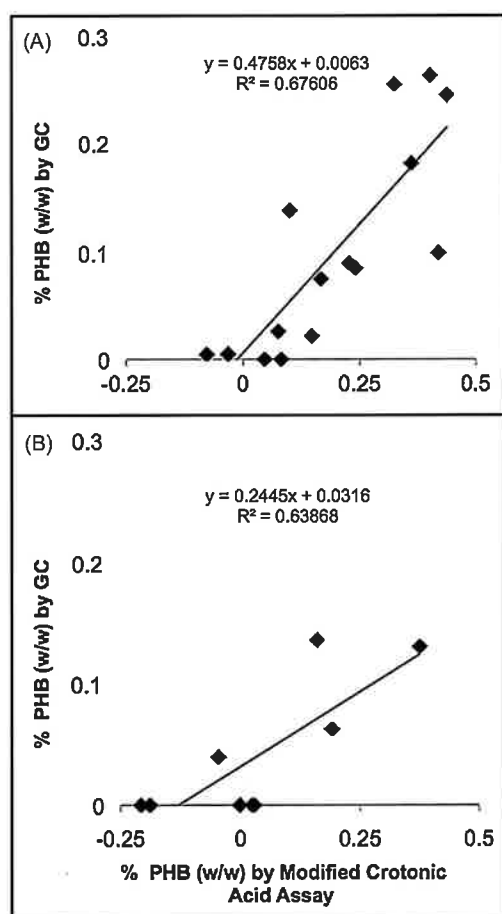 (A)
0.3
y = 0.4758x + 0.0063
R² = 0.67606
0.2
% PHB (w/w) by GC
0.1
0
-0.25 0 0.25 0.5
(B)
0.3
y = 0.2445x + 0.0316
R² = 0.63868
0.2
% PHB (w/w) by GC
0.1
0
-0.25 0 0.25 0.5
% PHB (w/w) by Modified Crotonic
Acid Assay